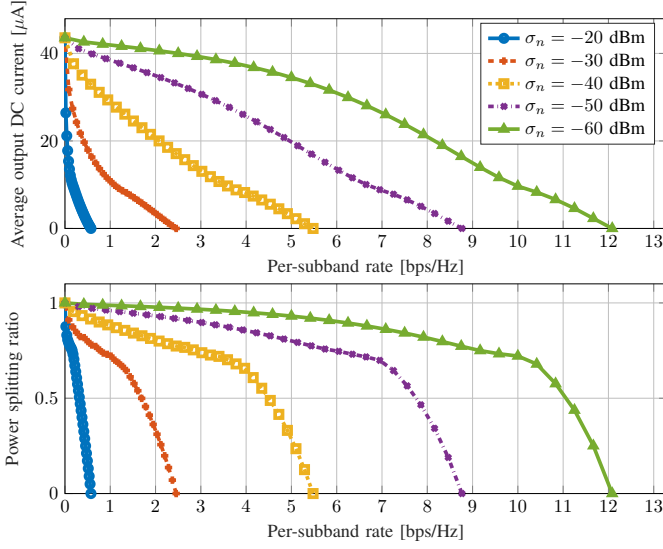 Average output DC current [μA]
40
20
0
σn = −20 dBm
σn = −30 dBm
σn = −40 dBm
σn = −50 dBm
σn = −60 dBm
0 1 2 3 4 5 6 7 8 9 10 11 12 13
Per-subband rate [bps/Hz]
Power splitting ratio
1
0.5
0
0 1 2 3 4 5 6 7 8 9 10 11 12 13
Per-subband rate [bps/Hz]